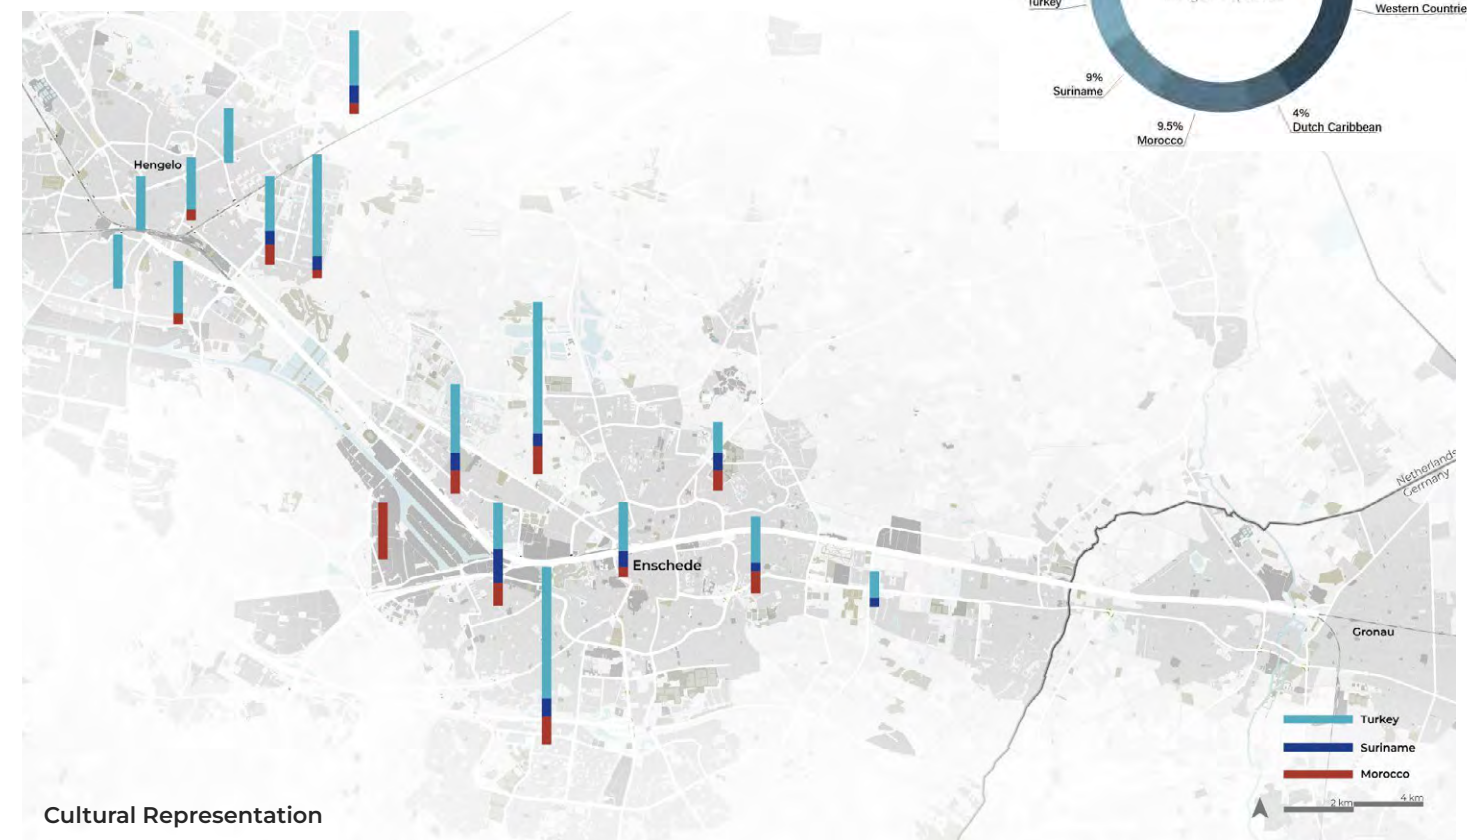 Turkey
Western Countrie
9%
Suriname
9.5%
Morocco
4%
Dutch Caribbean
Hengelo
Netherlands
Germany
Enschede
Gronau
Turkey
Suriname
Morocco
2 km
4 km
Cultural Representation